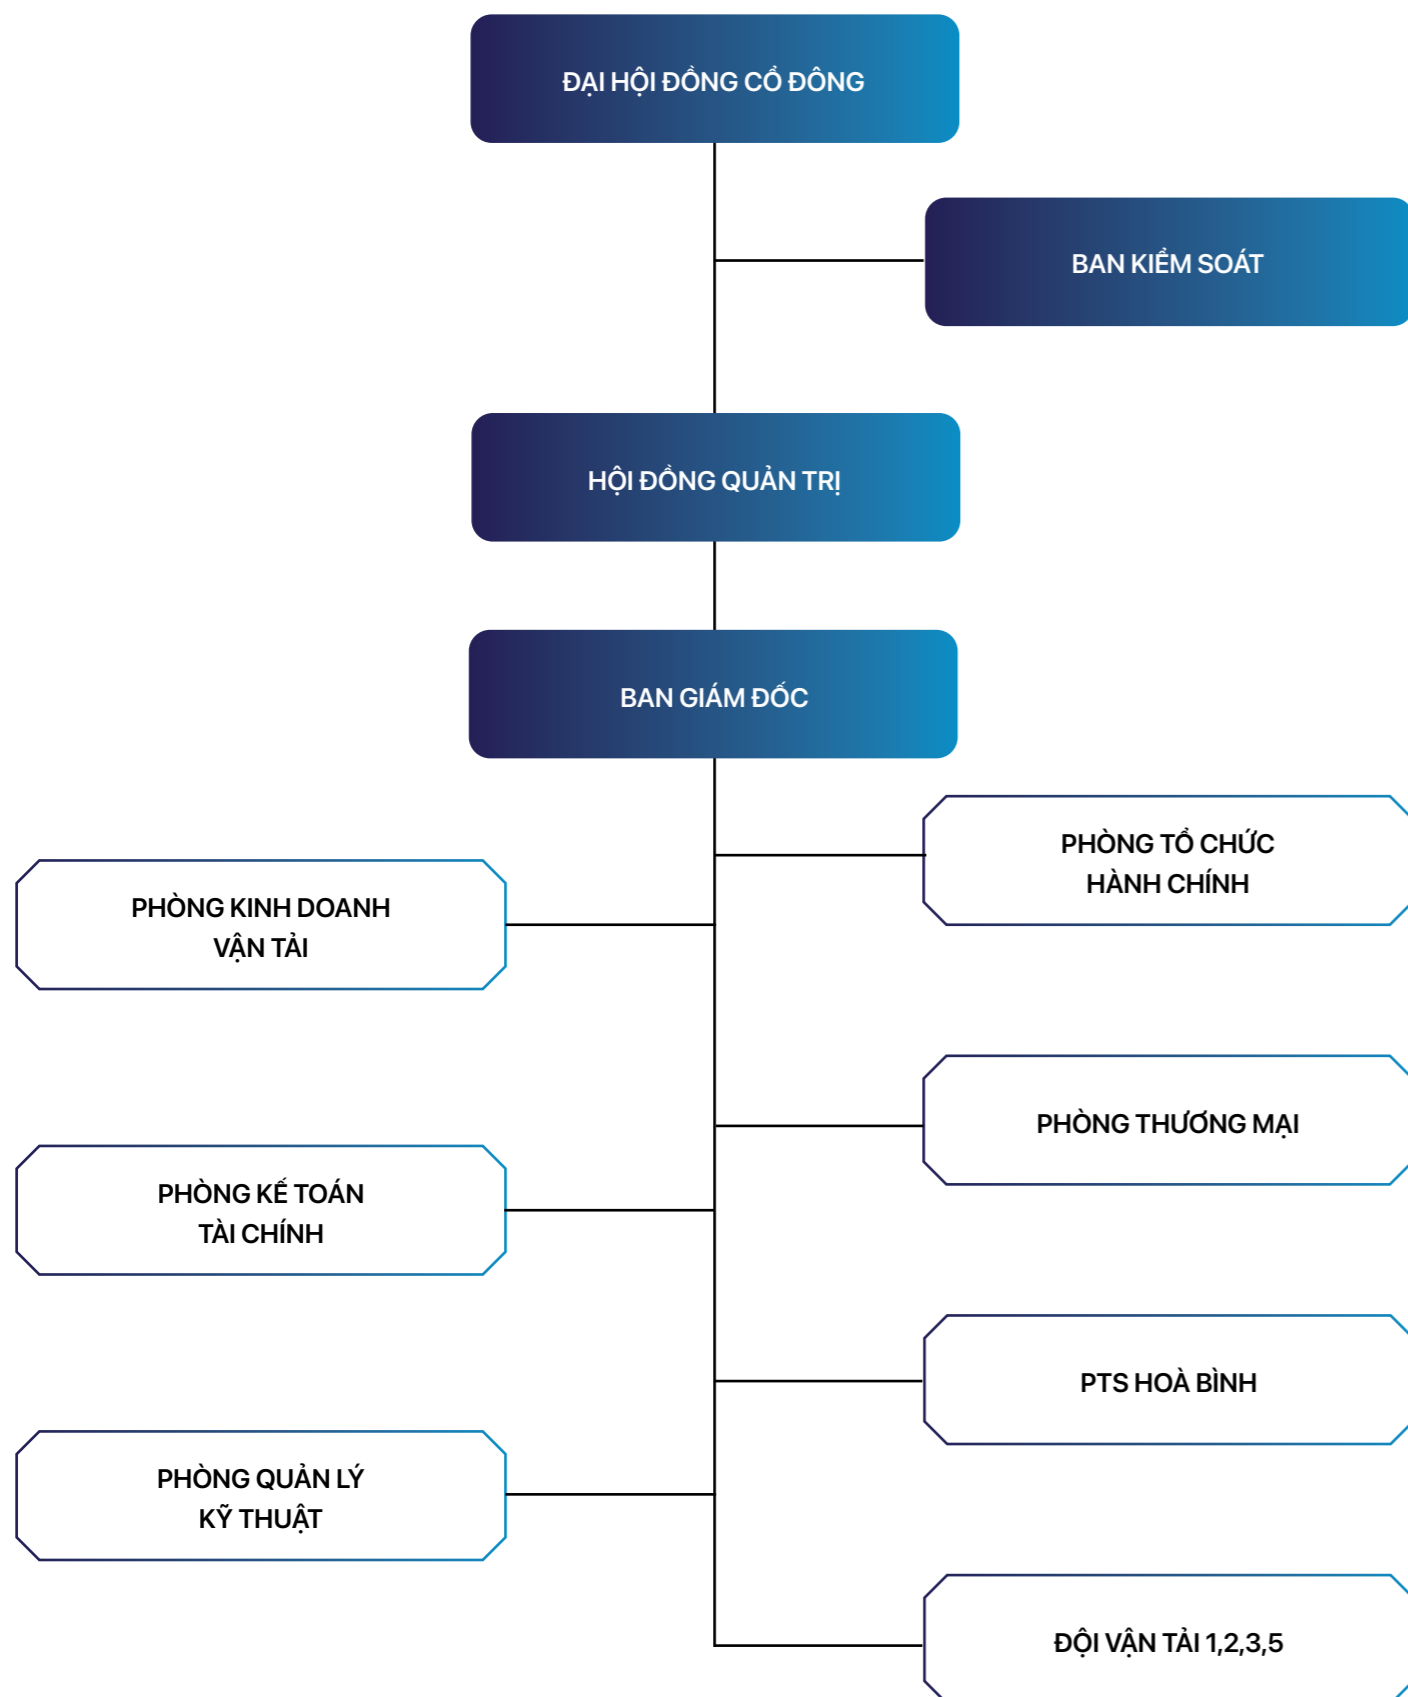 ĐẠI HỘI ĐỒNG CỔ ĐÔNG
BAN KIỂM SOÁT
HỘI ĐỒNG QUẢN TRỊ
BAN GIÁM ĐỐC
PHÒNG TỔ CHỨC
HÀNH CHÍNH
PHÒNG KINH DOANH
VẬN TẢI
PHÒNG THƯƠNG MẠI
PHÒNG KẾ TOÁN
TÀI CHÍNH
PTS HOÀ BÌNH
PHÒNG QUẢN LÝ
KỸ THUẬT
ĐỘI VẬN TẢI 1,2,3,5